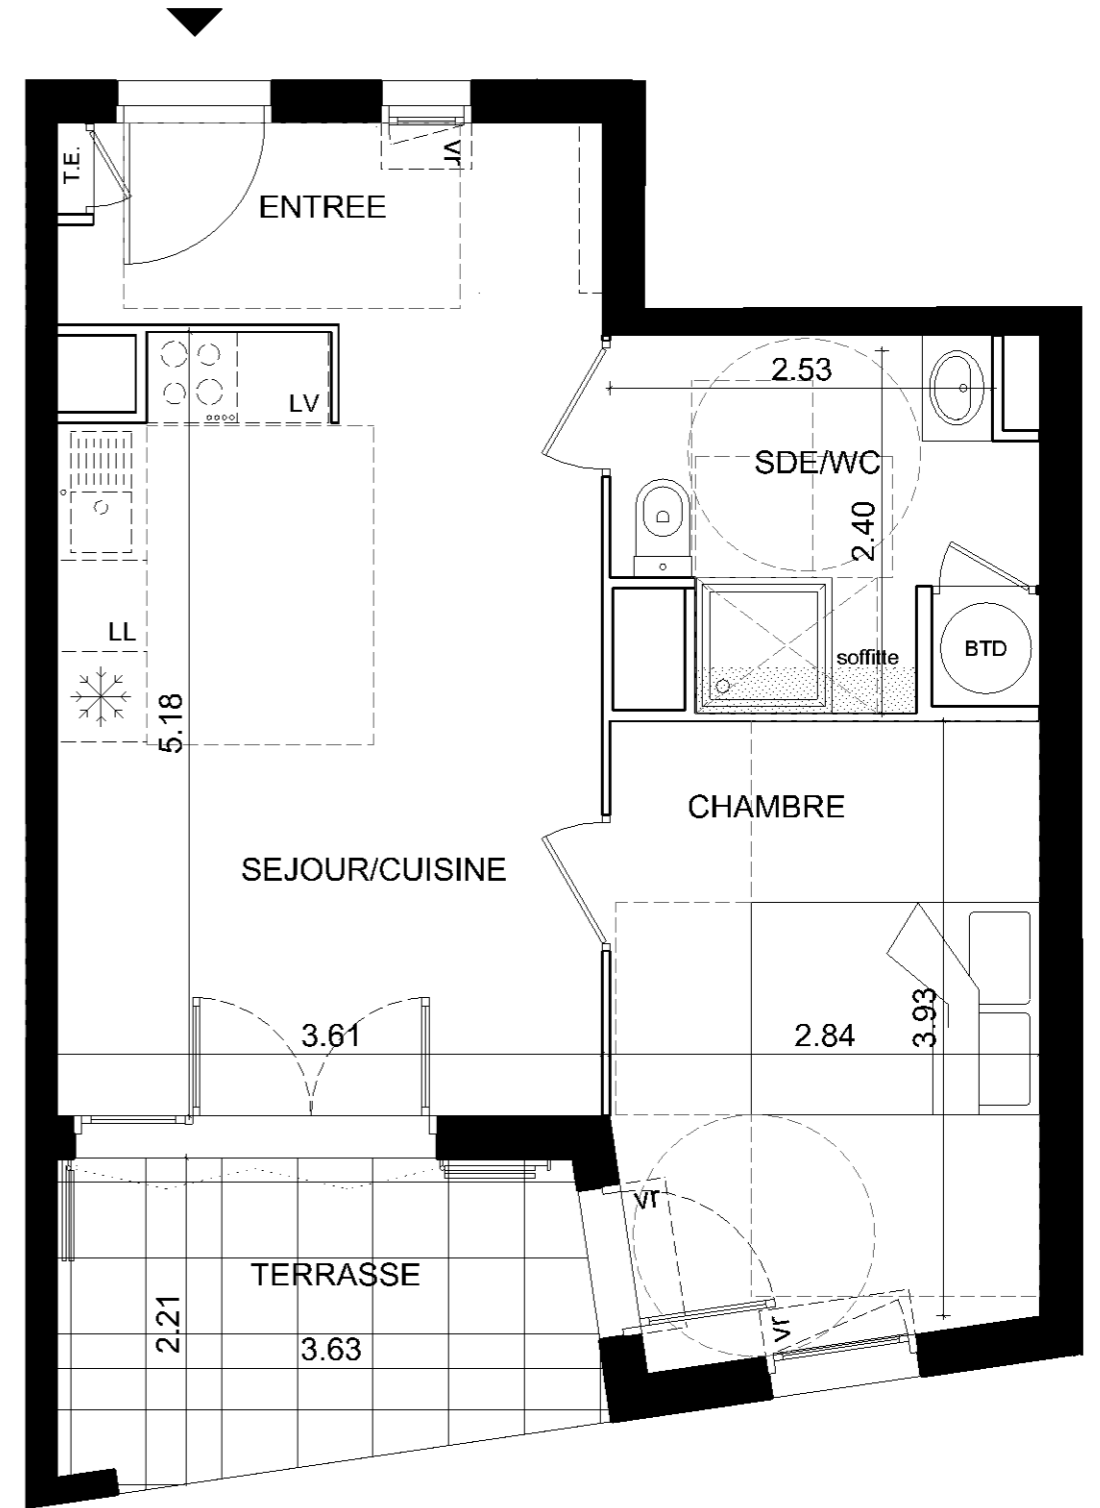 T.E.
vr
ENTREE
LV
2.53
SDE/WC
2.40
LL
soffitte
BTD
5.18
CHAMBRE
SEJOUR/CUISINE
3.61
2.84
3.93
vr
TERRASSE
2.21
3.63
vr